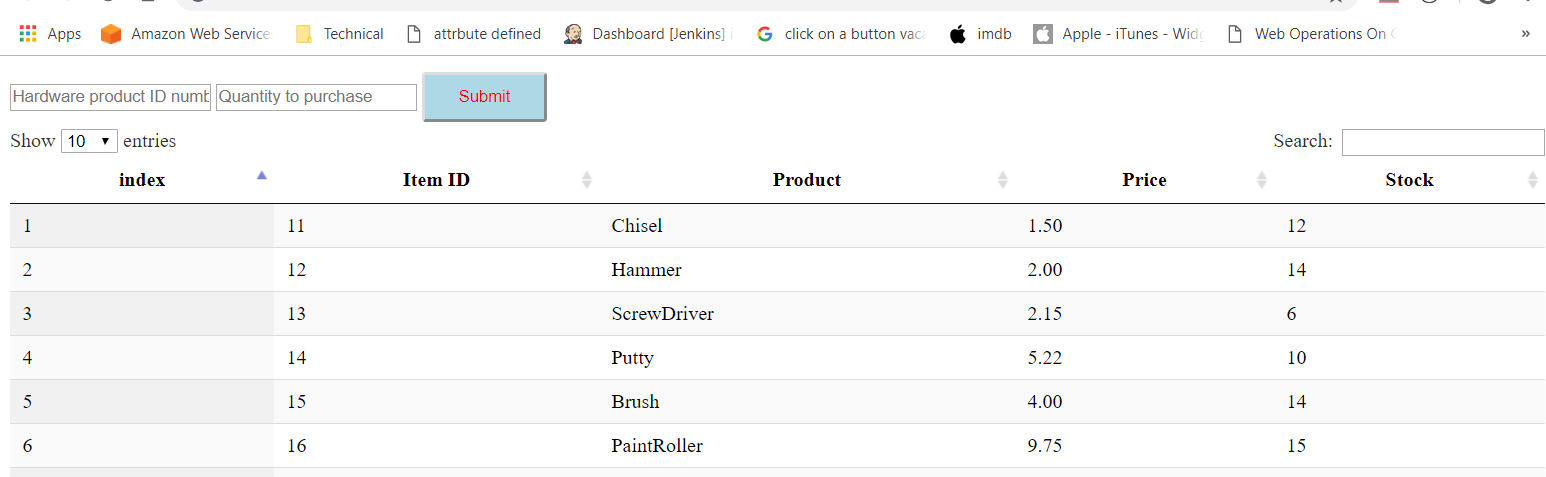 Apps Amazon Web Service Technical attrbute defined Dashboard [Jenkins] click on a button vaca imdb Apple - iTunes - Widg Web Operations On »
Hardware product ID numb Quantity to purchase Submit
Show 10 entries Search:
index Item ID Product Price Stock
1 11 Chisel 1.50 12
2 12 Hammer 2.00 14
3 13 ScrewDriver 2.15 6
4 14 Putty 5.22 10
5 15 Brush 4.00 14
6 16 PaintRoller 9.75 15